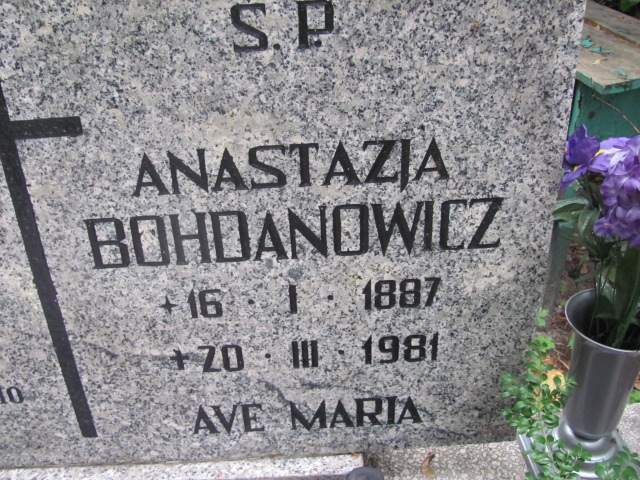 S.P.
ANASTAZJA
BOHDANOWICZ
+16 · I · 1887
+20 · III · 1981
AVE MARIA